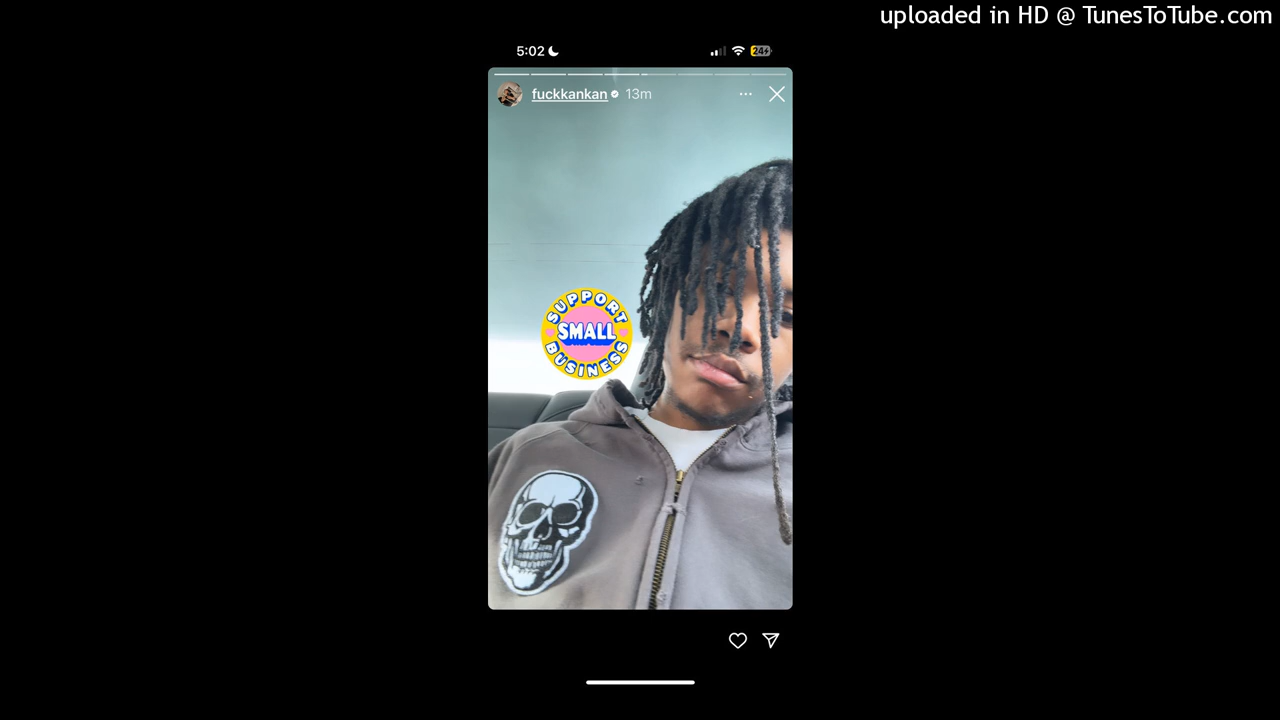 uploaded in HD @ TunesToTube.com
5:02
24
fuckkankan 13m
SUPPORT
SMALL
BUSINESS